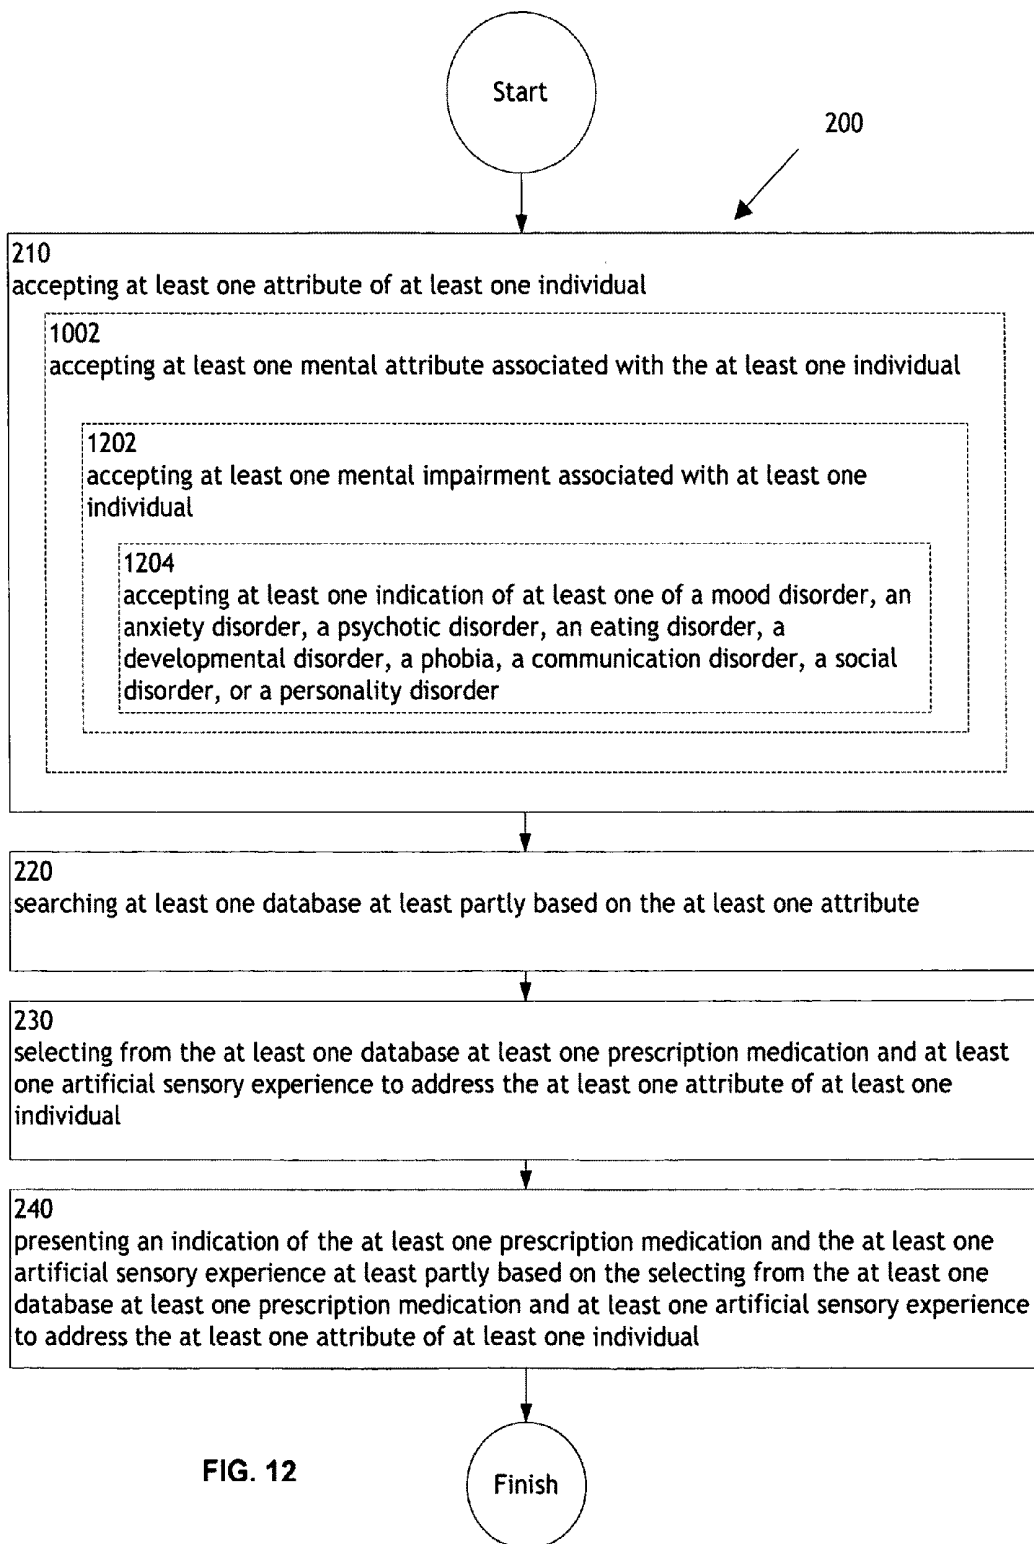 Start
200
210
accepting at least one attribute of at least one individual
1002
accepting at least one mental attribute associated with the at least one individual
1202
accepting at least one mental impairment associated with at least one
individual
1204
accepting at least one indication of at least one of a mood disorder, an
anxiety disorder, a psychotic disorder, an eating disorder, a
developmental disorder, a phobia, a communication disorder, a social
disorder, or a personality disorder
220
searching at least one database at least partly based on the at least one attribute
230
selecting from the at least one database at least one prescription medication and at least
one artificial sensory experience to address the at least one attribute of at least one
individual
240
presenting an indication of the at least one prescription medication and the at least one
artificial sensory experience at least partly based on the selecting from the at least one
database at least one prescription medication and at least one artificial sensory experience
to address the at least one attribute of at least one individual
FIG. 12
Finish